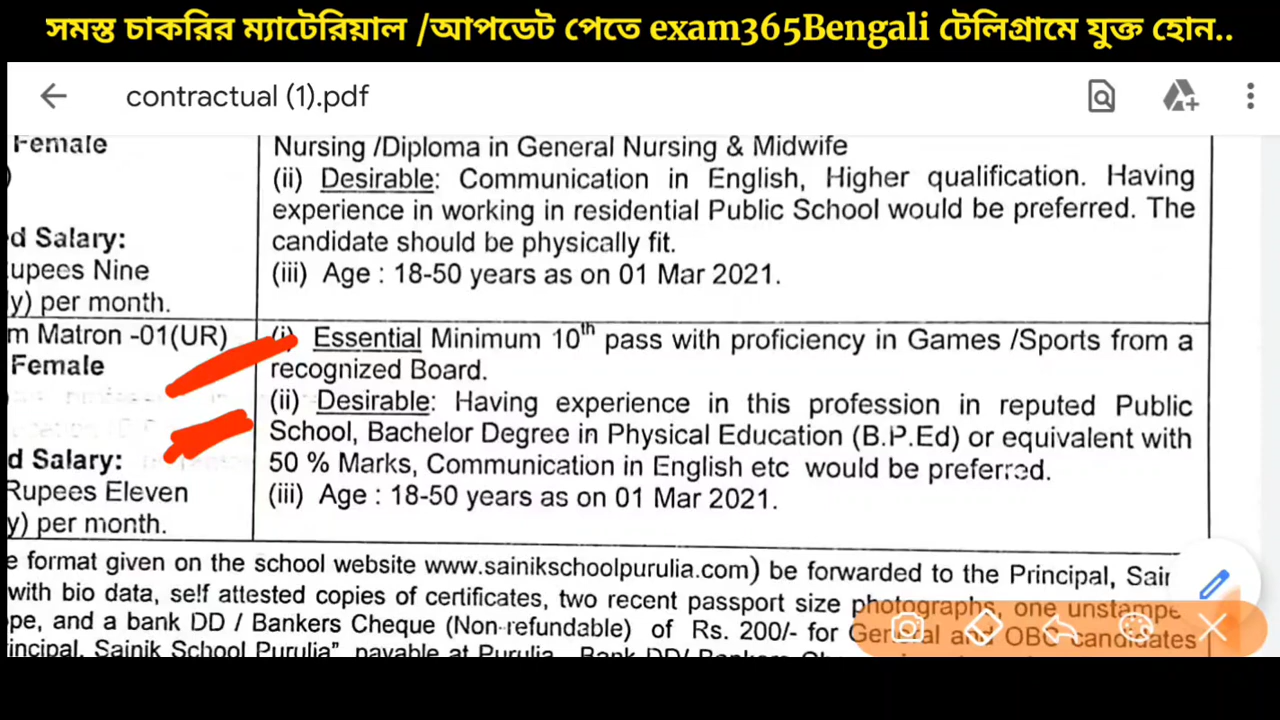 সমস্ত চাকরির ম্যাটেরিয়াল /আপডেট পেতে exam365Bengali টেলিগ্রামে যুক্ত হোন..
contractual (1).pdf
Female
Nursing /Diploma in General Nursing & Midwife
(ii) Desirable: Communication in English, Higher qualification. Having
experience in working in residential Public School would be preferred. The
d Salary:
candidate should be physically fit.
upees Nine
(iii) Age : 18-50 years as on 01 Mar 2021.
y) per month.
m Matron -01(UR)
(i) Essential Minimum 10th pass with proficiency in Games /Sports from a
Female
recognized Board.
(ii) Desirable: Having experience in this profession in reputed Public
School, Bachelor Degree in Physical Education (B.P.Ed) or equivalent with
d Salary:
50 % Marks, Communication in English etc would be preferred.
Rupees Eleven
(iii) Age : 18-50 years as on 01 Mar 2021.
y) per month.
e format given on the school website www.sainikschoolpurulia.com) be forwarded to the Principal, Sair
with bio data, self attested copies of certificates, two recent passport size photographs, one unstampe
pe, and a bank DD / Bankers Cheque (Non-refundable) of Rs. 200/- for General and OBC candidates
incipal, Sainik School Purulia" payable at Purulia